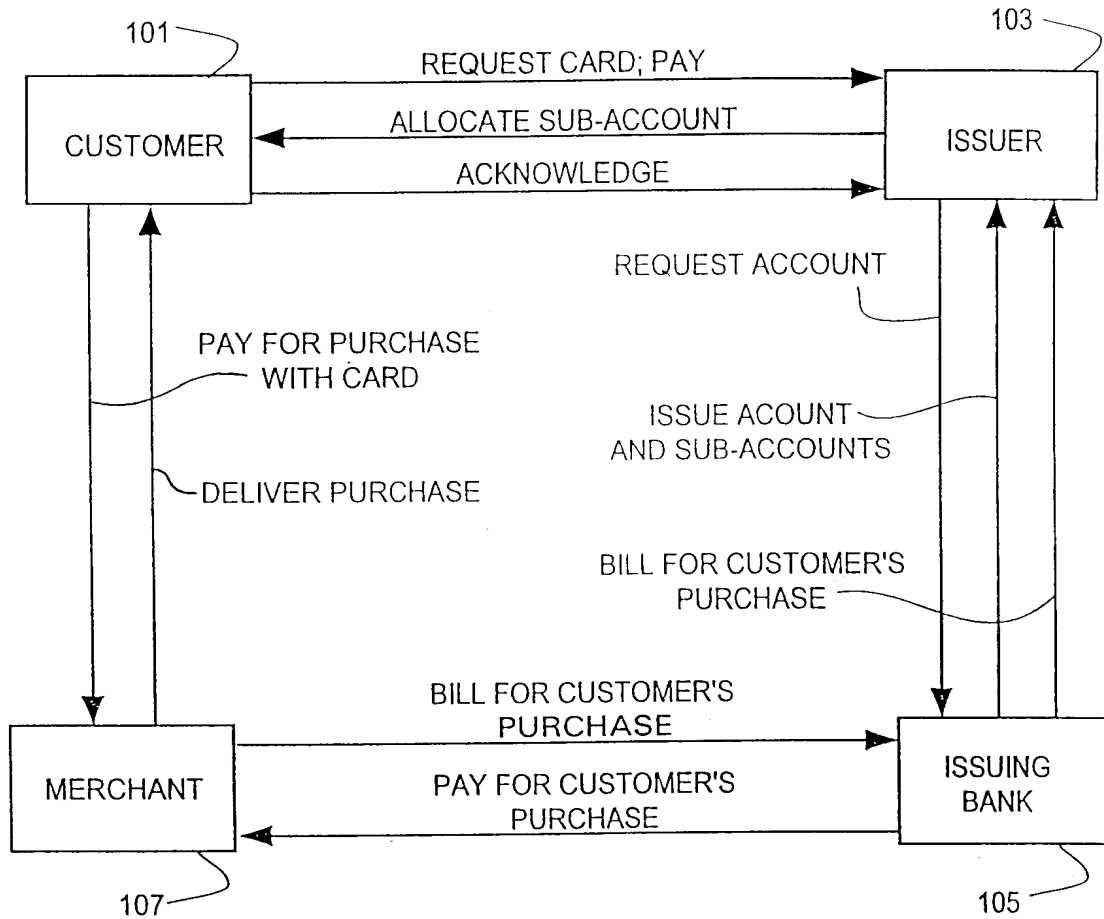 101
103
REQUEST CARD; PAY
CUSTOMER
ALLOCATE SUB-ACCOUNT
ISSUER
ACKNOWLEDGE
REQUEST ACCOUNT
PAY FOR PURCHASE
WITH CARD
ISSUE ACOUNT
AND SUB-ACCOUNTS
DELIVER PURCHASE
BILL FOR CUSTOMER'S
PURCHASE
BILL FOR CUSTOMER'S
PURCHASE
MERCHANT
PAY FOR CUSTOMER'S
PURCHASE
ISSUING
BANK
107
105